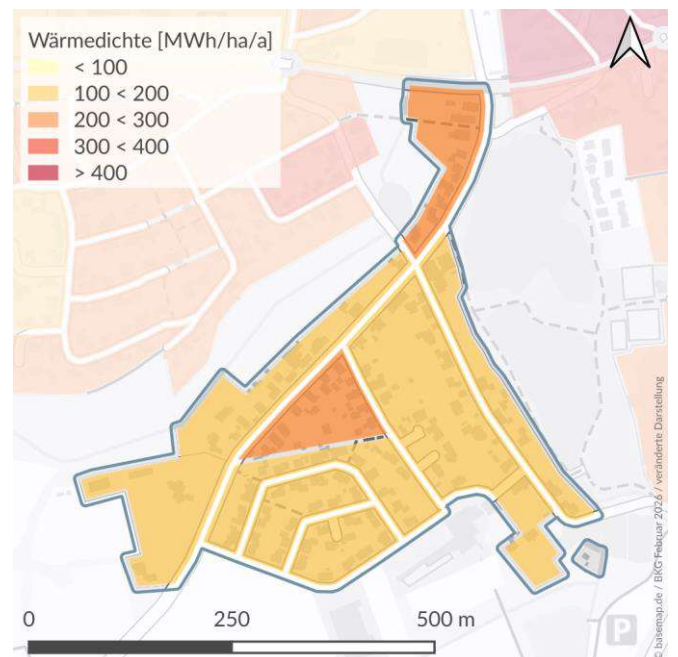 Wärmedichte [MWh/ha/a]
< 100
100 < 200
200 < 300
300 < 400
> 400
© basemap.de / BKG Februar 2026 / veränderte Darstellung
0 250 500 m
P